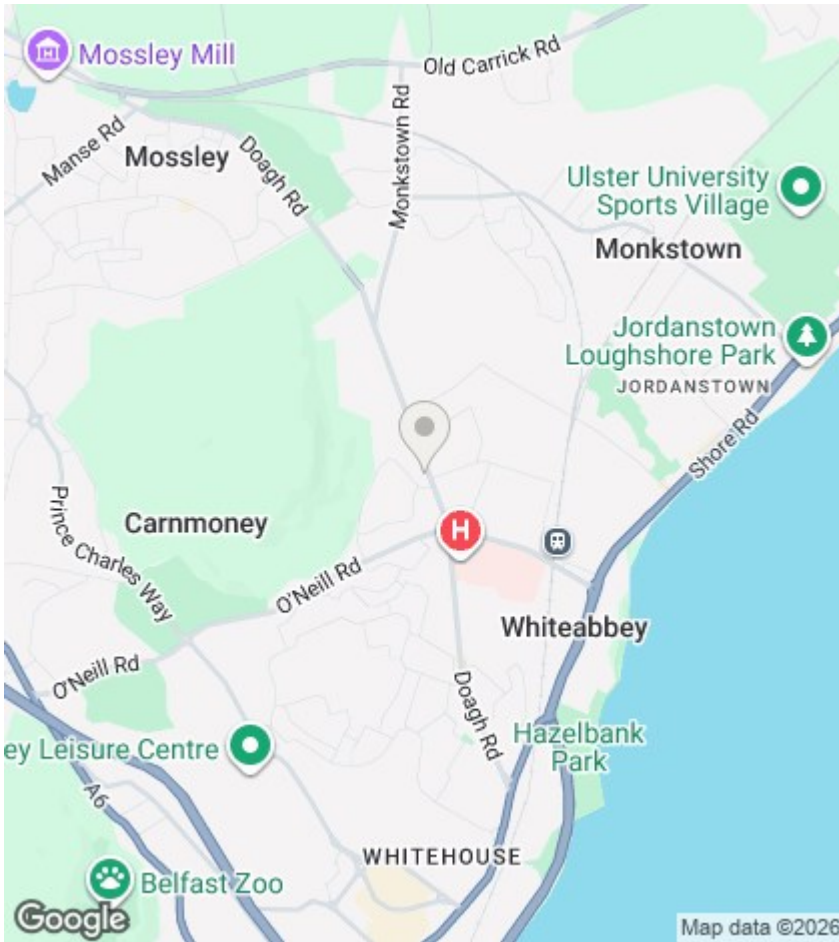 Mossley Mill
Old Carrick Rd
Manse Rd
Mossley
Doagh Rd
Monkstown Rd
Ulster University
Sports Village
Monkstown
Jordanstown
Loughshore Park
JORDANSTOWN
Shore Rd
Prince Charles Way
Carnmoney
H
O'Neill Rd
Whiteabbey
O'Neill Rd
Doagh Rd
Hazelbank
Park
ey Leisure Centre
A6
WHITEHOUSE
Belfast Zoo
Google
Map data ©2026